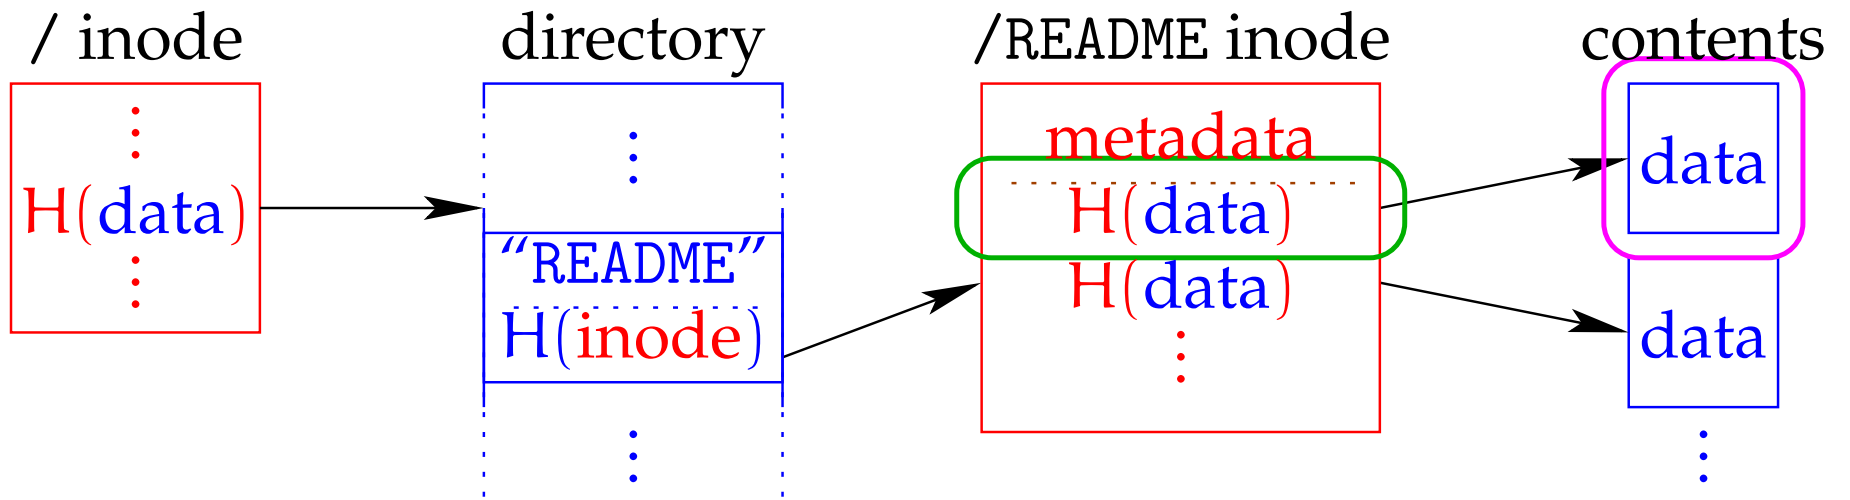 / inode
H(data)
directory
“README”
H(inode)
/README inode
metadata
H(data)
H(data)
contents
data
data